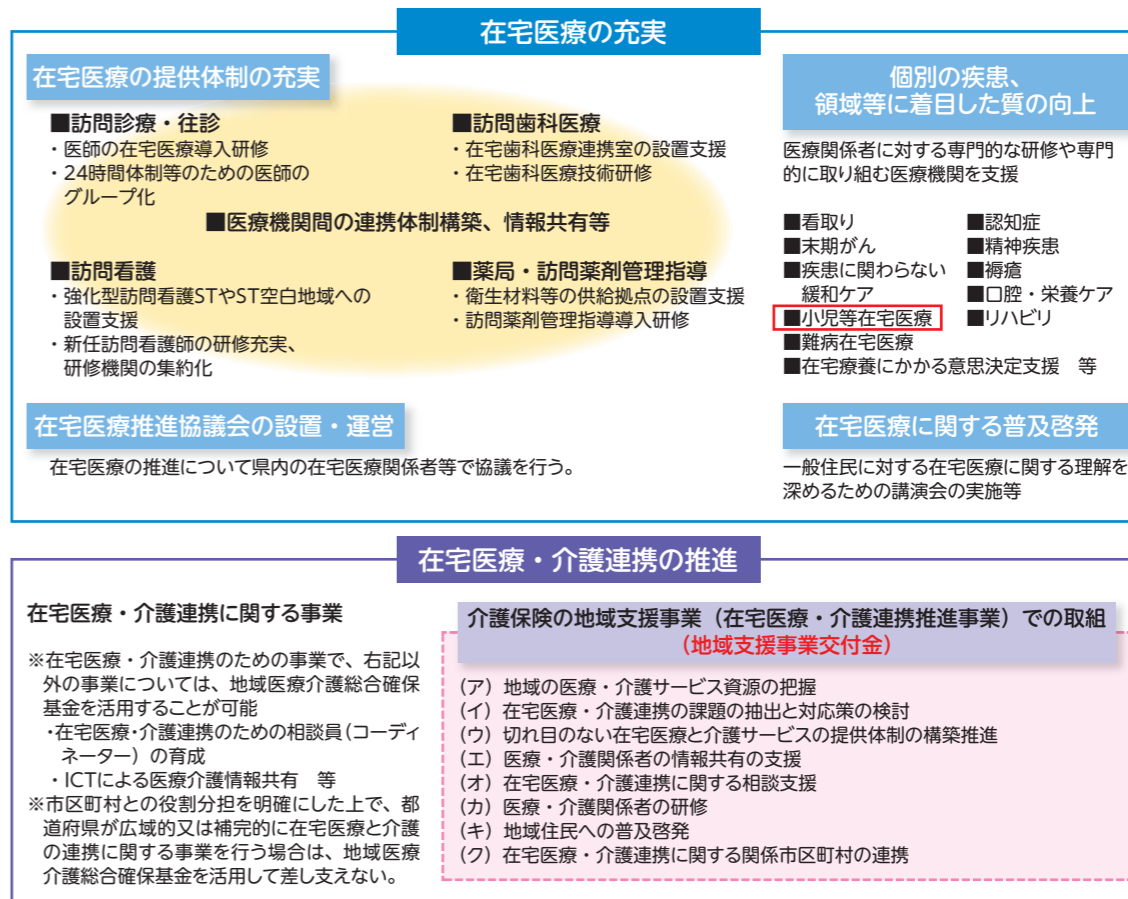 在宅医療の充実
在宅医療の提供体制の充実
■訪問診療・往診
・医師の在宅医療導入研修
・24時間体制等のための医師の
グループ化
■訪問歯科医療
・在宅歯科医療連携室の設置支援
・在宅歯科医療技術研修
■医療機関間の連携体制構築、情報共有等
■訪問看護
・強化型訪問看護STやST空白地域への
設置支援
・新任訪問看護師の研修充実、
研修機関の集約化
■薬局・訪問薬剤管理指導
・衛生材料等の供給拠点の設置支援
・訪問薬剤管理指導導入研修
個別の疾患、
領域等に着目した質の向上
医療関係者に対する専門的な研修や専門
的に取り組む医療機関を支援
■看取り
■末期がん
■疾患に関わらない
緩和ケア
■小児等在宅医療
■難病在宅医療
■在宅療養にかかる意思決定支援　等
■認知症
■精神疾患
■褥瘡
■口腔・栄養ケア
■リハビリ
在宅医療推進協議会の設置・運営
在宅医療の推進について県内の在宅医療関係者等で協議を行う。
在宅医療に関する普及啓発
一般住民に対する在宅医療に関する理解を
深めるための講演会の実施等
在宅医療・介護連携の推進
在宅医療・介護連携に関する事業
※在宅医療・介護連携のための事業で、右記以
外の事業については、地域医療介護総合確保
基金を活用することが可能
・在宅医療・介護連携のための相談員(コーディ
ネーター）の育成
・ICTによる医療介護情報共有　等
※市区町村との役割分担を明確にした上で、都
道府県が広域的又は補完的に在宅医療と介護
の連携に関する事業を行う場合は、地域医療
介護総合確保基金を活用して差し支えない。
介護保険の地域支援事業（在宅医療・介護連携推進事業）での取組
（地域支援事業交付金）
（ア）地域の医療・介護サービス資源の把握
（イ）在宅医療・介護連携の課題の抽出と対応策の検討
（ウ）切れ目のない在宅医療と介護サービスの提供体制の構築推進
（エ）医療・介護関係者の情報共有の支援
（オ）在宅医療・介護連携に関する相談支援
（カ）医療・介護関係者の研修
（キ）地域住民への普及啓発
（ク）在宅医療・介護連携に関する関係市区町村の連携